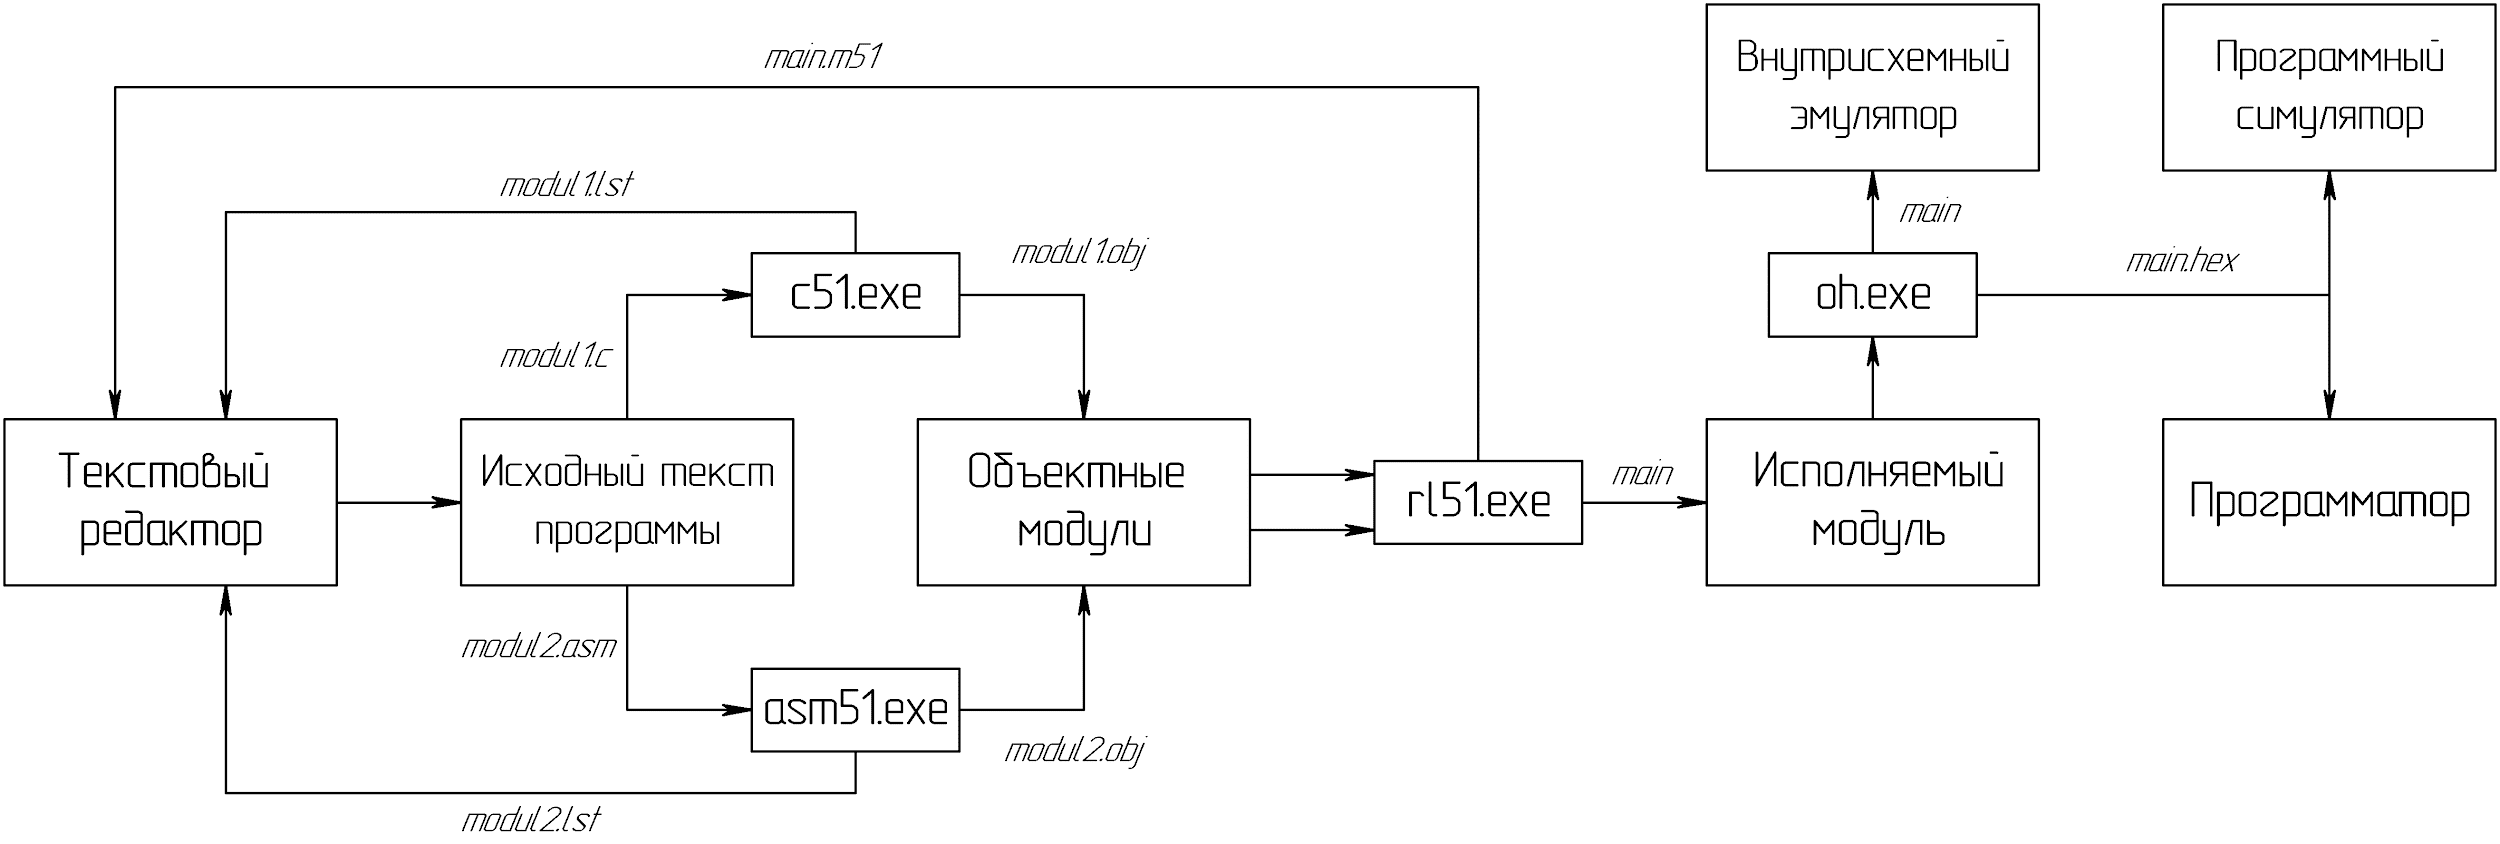 main.m51
Внутрисхемный
эмулятор
Программный
симулятор
modul1.lst
main
modul1.obj
main.hex
c51.exe
oh.exe
modul1.c
Текстовый
редактор
Исходный текст
программы
Объектные
модули
rl51.exe
main
Исполняемый
модуль
Программатор
modul2.asm
asm51.exe
modul2.obj
modul2.lst